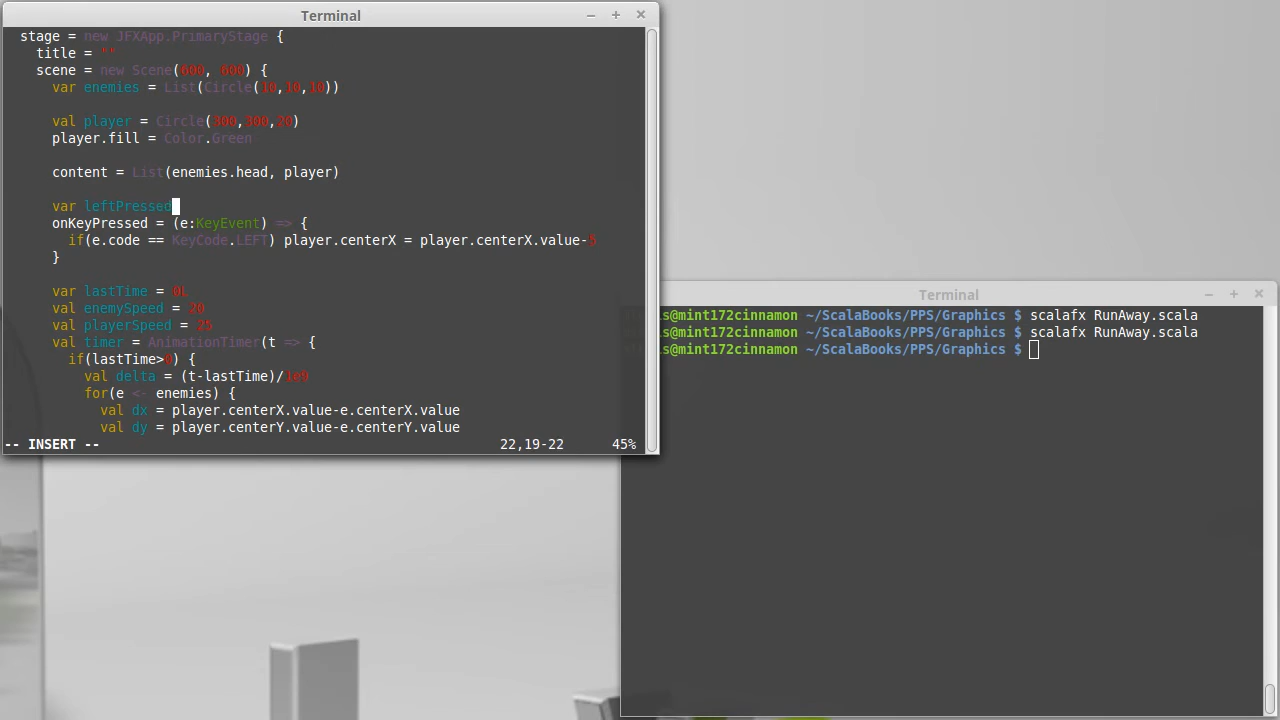 Terminal
stage = new JFXApp.PrimaryStage {
title = ""
scene = new Scene(600, 600) {
var enemies = List(Circle(10,10,10))
val player = Circle(300,300,20)
player.fill = Color.Green
content = List(enemies.head, player)
var leftPressed
onKeyPressed = (e:KeyEvent) => {
if(e.code == KeyCode.LEFT) player.centerX = player.centerX.value-5
}
var lastTime = 0L
val enemySpeed = 20
val playerSpeed = 25
val timer = AnimationTimer(t => {
if(lastTime>0) {
val delta = (t-lastTime)/1e9
for(e <- enemies) {
val dx = player.centerX.value-e.centerX.value
val dy = player.centerY.value-e.centerY.value
-- INSERT -- 22,19-22 45%
Terminal
s@mint172cinnamon ~/ScalaBooks/PPS/Graphics $ scalafx RunAway.scala
s@mint172cinnamon ~/ScalaBooks/PPS/Graphics $ scalafx RunAway.scala
s@mint172cinnamon ~/ScalaBooks/PPS/Graphics $